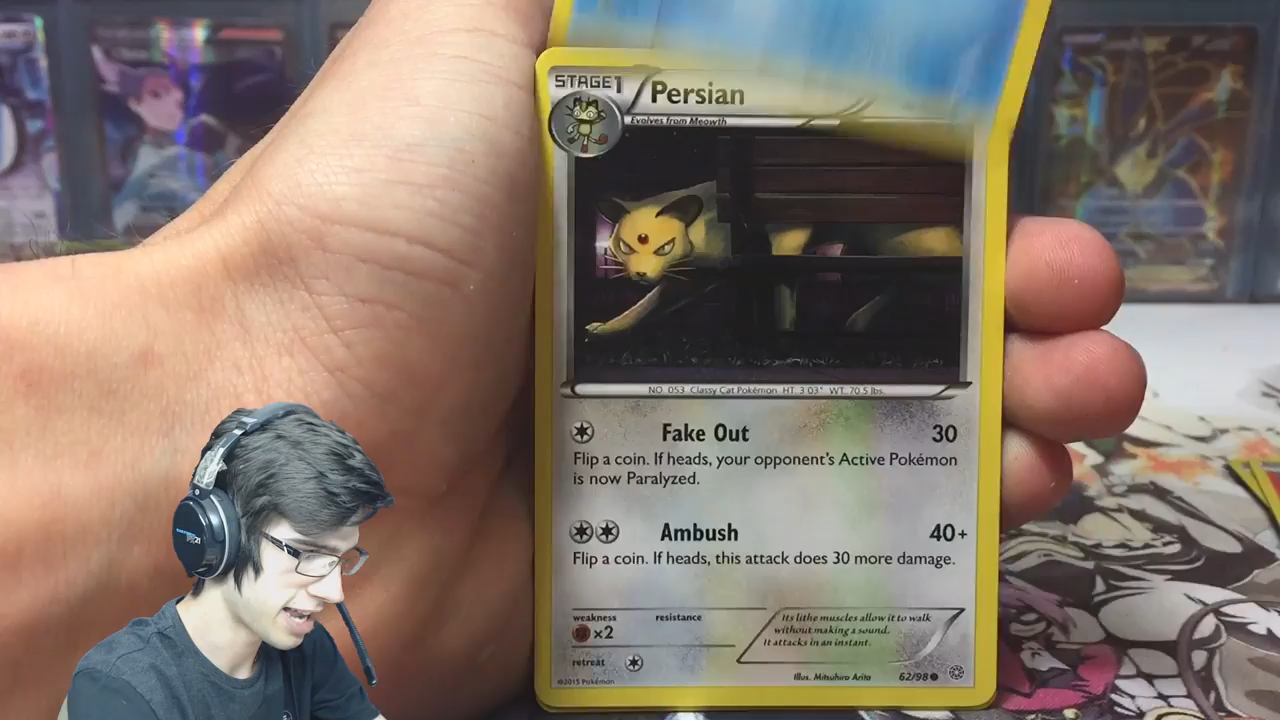 STAGE1
Persian
Evolves from Meowth
NO. 053 Classy Cat Pokémon HT. 3'03" WT. 70.5 lbs.
Fake Out 30
Flip a coin. If heads, your opponent's Active Pokémon
is now Paralyzed.
Ambush 40+
Flip a coin. If heads, this attack does 30 more damage.
weakness resistance
×2
retreat
Its lithe muscles allow it to walk
without making a sound.
It attacks in an instant.
©2015 Pokémon
Illus. Mitsuhiro Arita 62/98